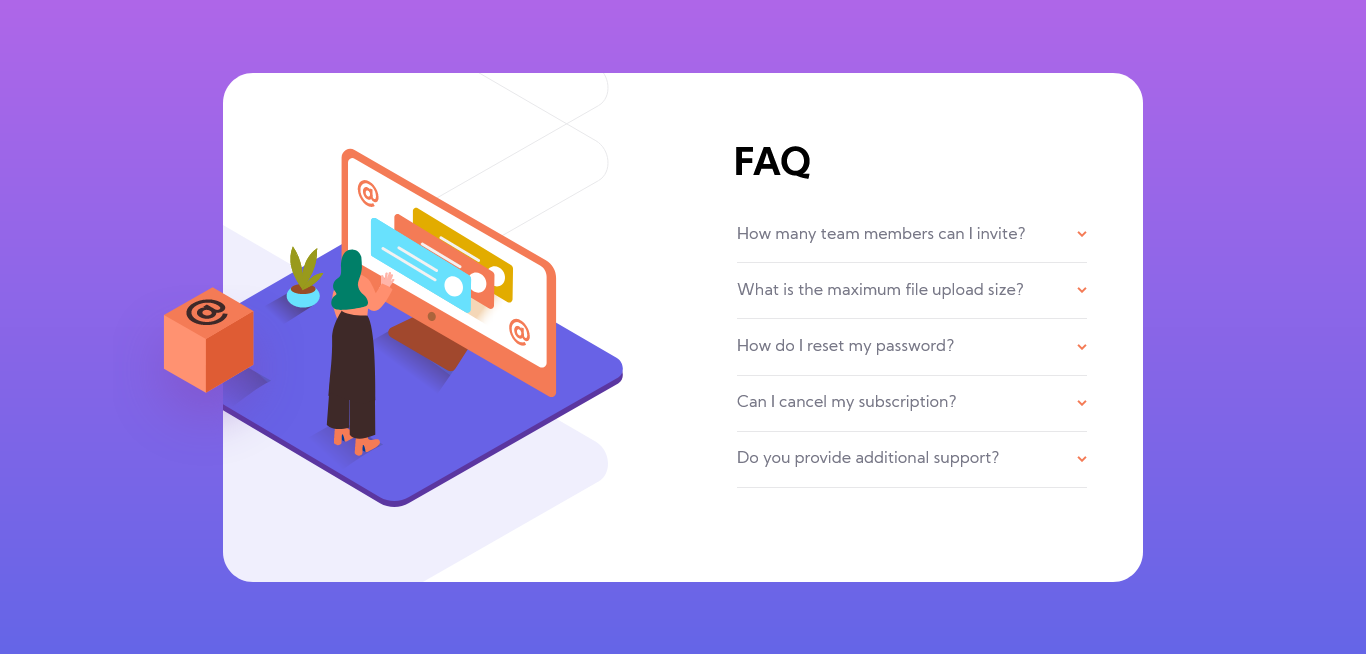 @
@
@
FAQ
How many team members can I invite?
What is the maximum file upload size?
How do I reset my password?
Can I cancel my subscription?
Do you provide additional support?